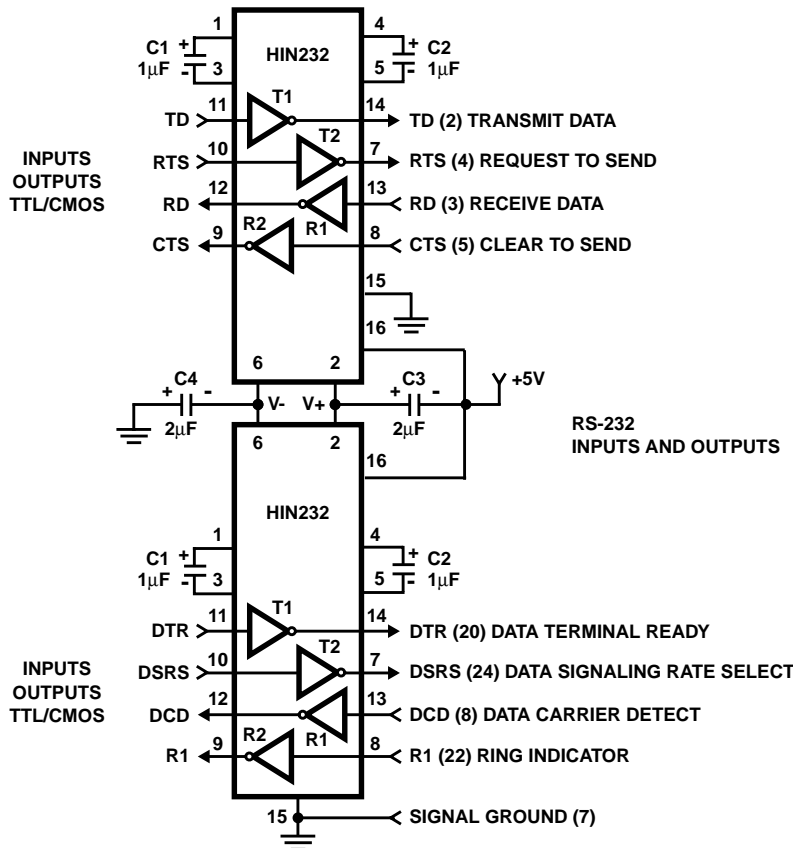 1
4
HIN232
C1
+
1μF
-
3
+
C2
5
-
1μF
T1
11
14
TD
TD (2) TRANSMIT DATA
T2
10
7
RTS
RTS (4) REQUEST TO SEND
INPUTS
OUTPUTS
TTL/CMOS
12
13
RD
RD (3) RECEIVE DATA
R2
R1
9
8
CTS
CTS (5) CLEAR TO SEND
15
16
6
2
C4
+
-
2μF
V-
V+
C3
+
-
2μF
+5V
RS-232
INPUTS AND OUTPUTS
6
2
16
HIN232
1
4
C1
+
1μF
-
3
+
C2
5
-
1μF
T1
11
14
DTR
DTR (20) DATA TERMINAL READY
T2
10
7
DSRS
DSRS (24) DATA SIGNALING RATE SELECT
INPUTS
OUTPUTS
TTL/CMOS
12
13
DCD
DCD (8) DATA CARRIER DETECT
R2
R1
9
8
R1
R1 (22) RING INDICATOR
15
SIGNAL GROUND (7)